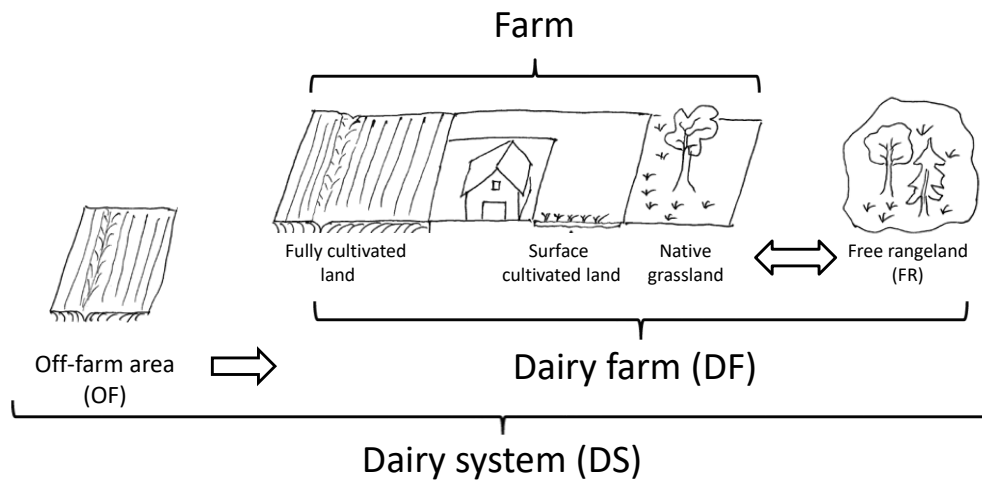 Farm
Fully cultivated
land
Surface
cultivated land
Native
grassland
Free rangeland
(FR)
Off-farm area
(OF)
Dairy farm (DF)
Dairy system (DS)